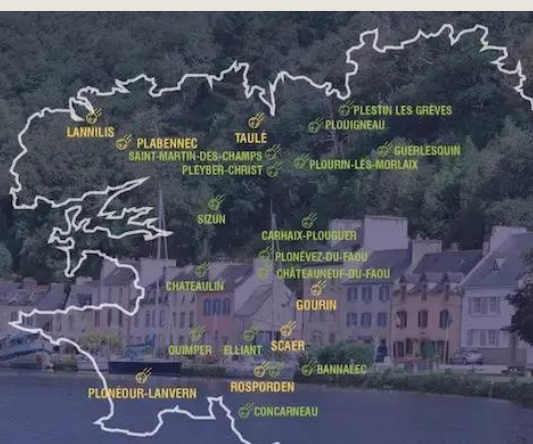 PLESTIN LES GRÈVES
PLOUIGNEAU
LANNILIS
TAULÉ
PLABENNEC
GUERLESQUIN
SAINT-MARTIN-DES-CHAMPS
PLOURIN-LÈS-MORLAIX
PLEYBER-CHRIST
SIZUN
CARHAIX-PLOUGUER
PLONÉVEZ-DU-FAOU
CHÂTEAUNEUF-DU-FAOU
CHATEAULIN
GOURIN
QUIMPER
ELLIANT
SCAER
BANNALEC
ROSPORDEN
PLONÉOUR-LANVERN
CONCARNEAU